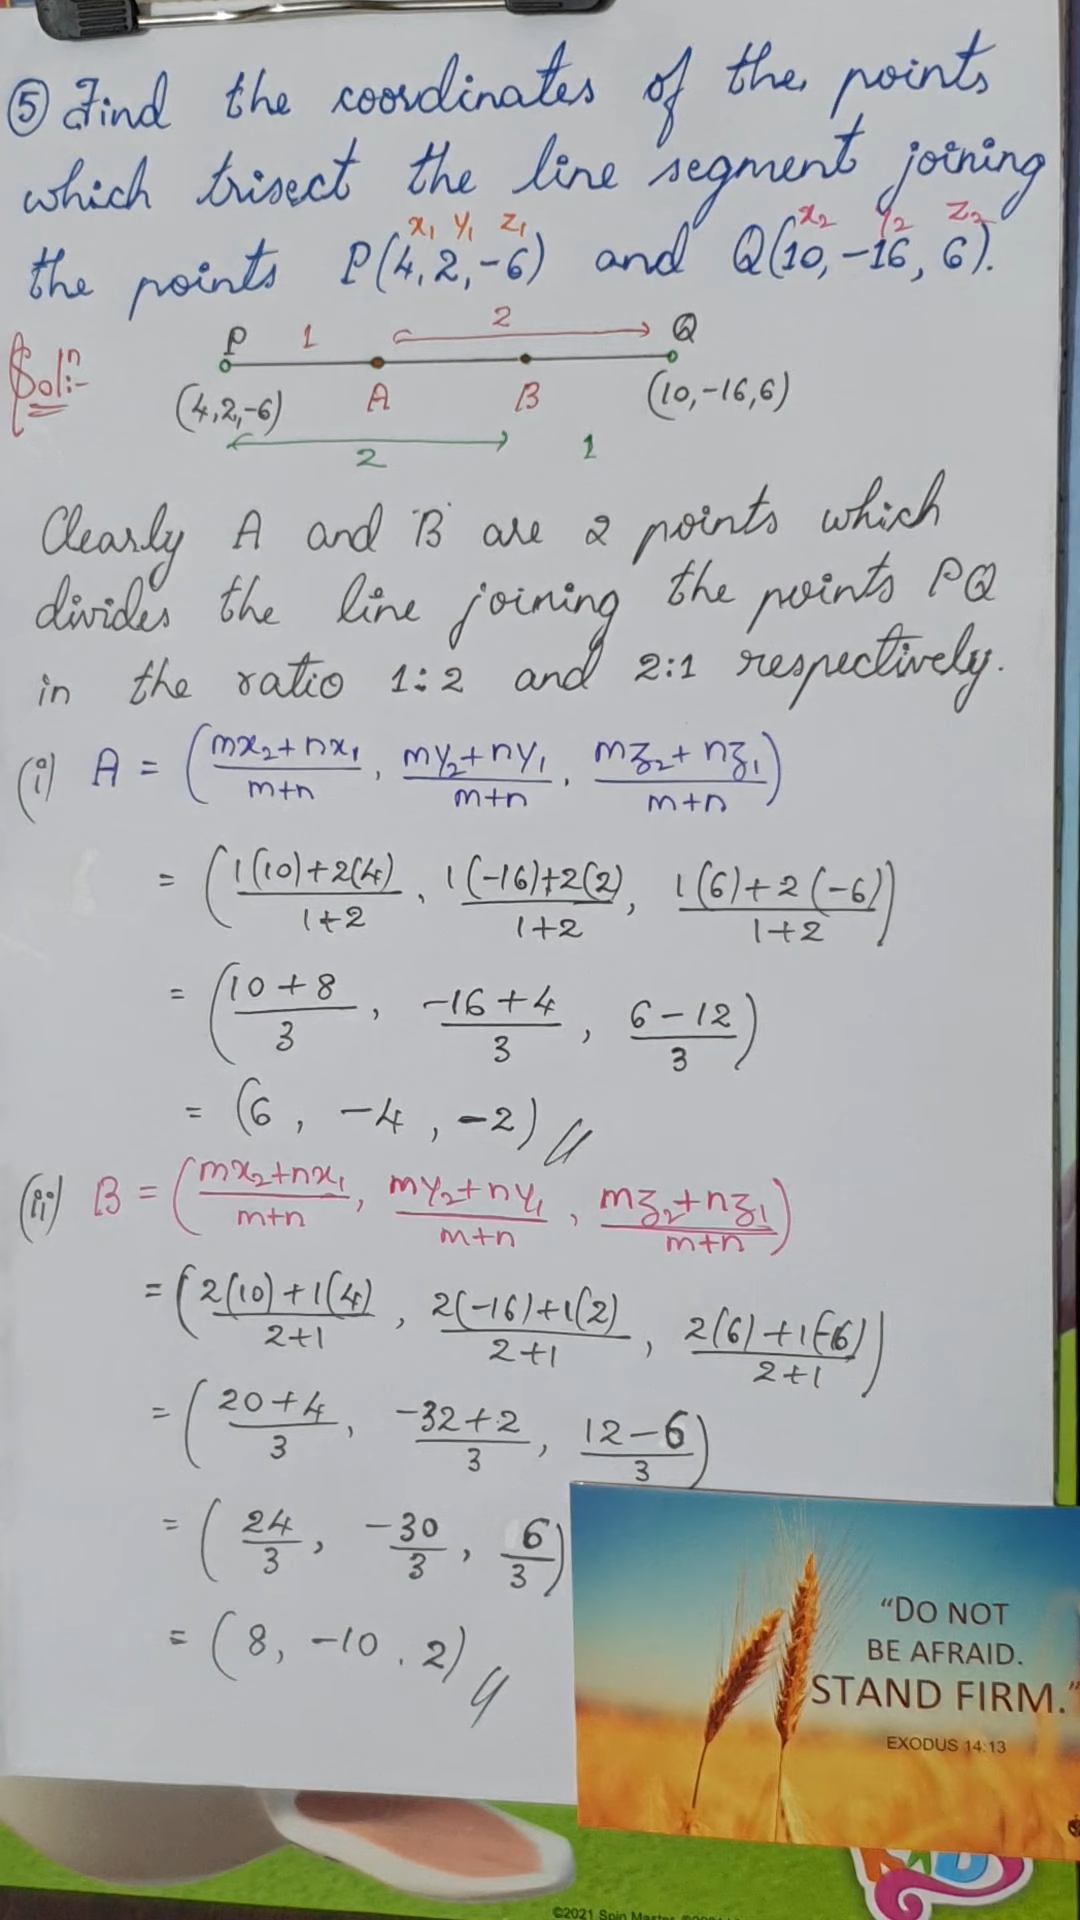 ⑤ Find the coordinates of the points
which trisect the line segment joining
x₁ y₁ z₁ x₂ y₂ z₂
the points P(4, 2, -6) and Q(10, -16, 6).
Solⁿ:-
P 1 2 Q
(4,2,-6) A B (10,-16,6)
2 1
Clearly A and B are 2 points which
divides the line joining the points PQ
in the ratio 1:2 and 2:1 respectively.
(i) A = (mx₂+nx₁/m+n, my₂+ny₁/m+n, mz₂+nz₁/m+n)
= (1(10)+2(4)/1+2, 1(-16)+2(2)/1+2, 1(6)+2(-6)/1+2)
= (10+8/3, -16+4/3, 6-12/3)
= (6, -4, -2)//
(ii) B = (mx₂+nx₁/m+n, my₂+ny₁/m+n, mz₂+nz₁/m+n)
= (2(10)+1(4)/2+1, 2(-16)+1(2)/2+1, 2(6)+1(-6)/2+1)
= (20+4/3, -32+2/3, 12-6/3)
= (24/3, -30/3, 6/3)
= (8, -10, 2)//
"DO NOT
BE AFRAID.
STAND FIRM."
EXODUS 14:13
©2021 Spin Master